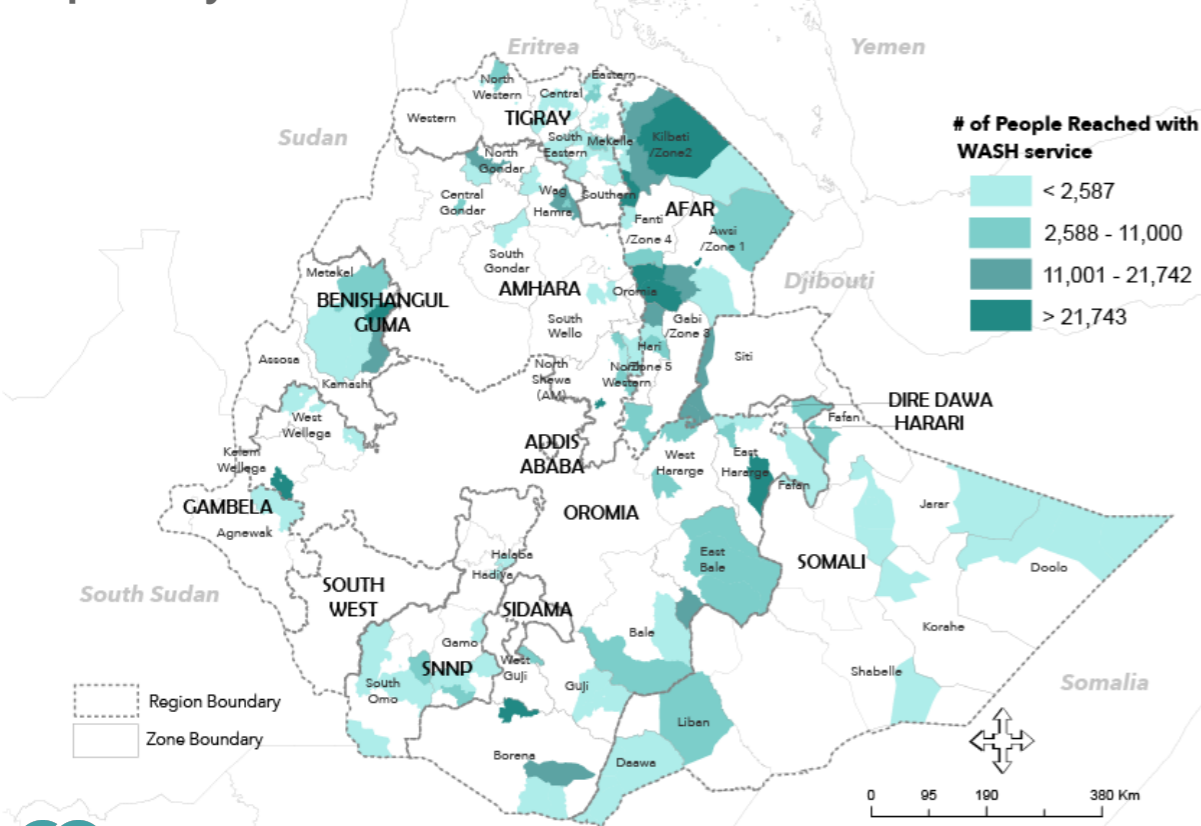 Eritrea
Yemen
Sudan
North
Western
Eastern
Central
Western
TIGRAY
South
Eastern
Mekelle
Kilbati
/Zone2
North
Gondar
Central
Gondar
Wag
Hamra
Southern
Fanti
/Zone 4
AFAR
Awsi
/Zone 1
South
Gondar
Metekel
BENISHANGUL
GUMA
AMHARA
Oromia
Djibouti
South
Wello
Gabi
/Zone 3
Hari
Zone 5
Siti
Assosa
Kamashi
North
Shewa
(AM)
North
Western
West
Wellega
DIRE DAWA
HARARI
Fafan
ADDIS
ABABA
Kelem
Wellega
West
Hararge
East
Hararge
Fafan
GAMBELA
Agnewak
OROMIA
Jarar
Halaba
Hadiya
East
Bale
SOMALI
Doolo
South Sudan
SOUTH
WEST
SIDAMA
Korahe
Gamo
Bale
SNNP
West
Guji
South
Omo
Guji
Shabelle
Somalia
Liban
Borena
Daawa
# of People Reached with
WASH service
< 2,587
2,588 - 11,000
11,001 - 21,742
> 21,743
Region Boundary
Zone Boundary
0 95 190 380 Km